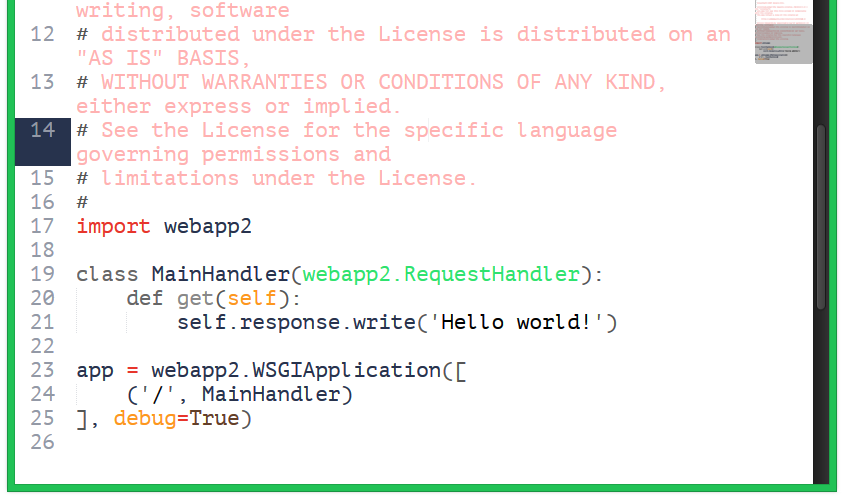 writing, software
12 # distributed under the License is distributed on an
"AS IS" BASIS,
13 # WITHOUT WARRANTIES OR CONDITIONS OF ANY KIND,
either express or implied.
14 # See the License for the specific language
governing permissions and
15 # limitations under the License.
16 #
17 import webapp2
18
19 class MainHandler(webapp2.RequestHandler):
20     def get(self):
21         self.response.write('Hello world!')
22
23 app = webapp2.WSGIApplication([
24     ('/', MainHandler)
25 ], debug=True)
26